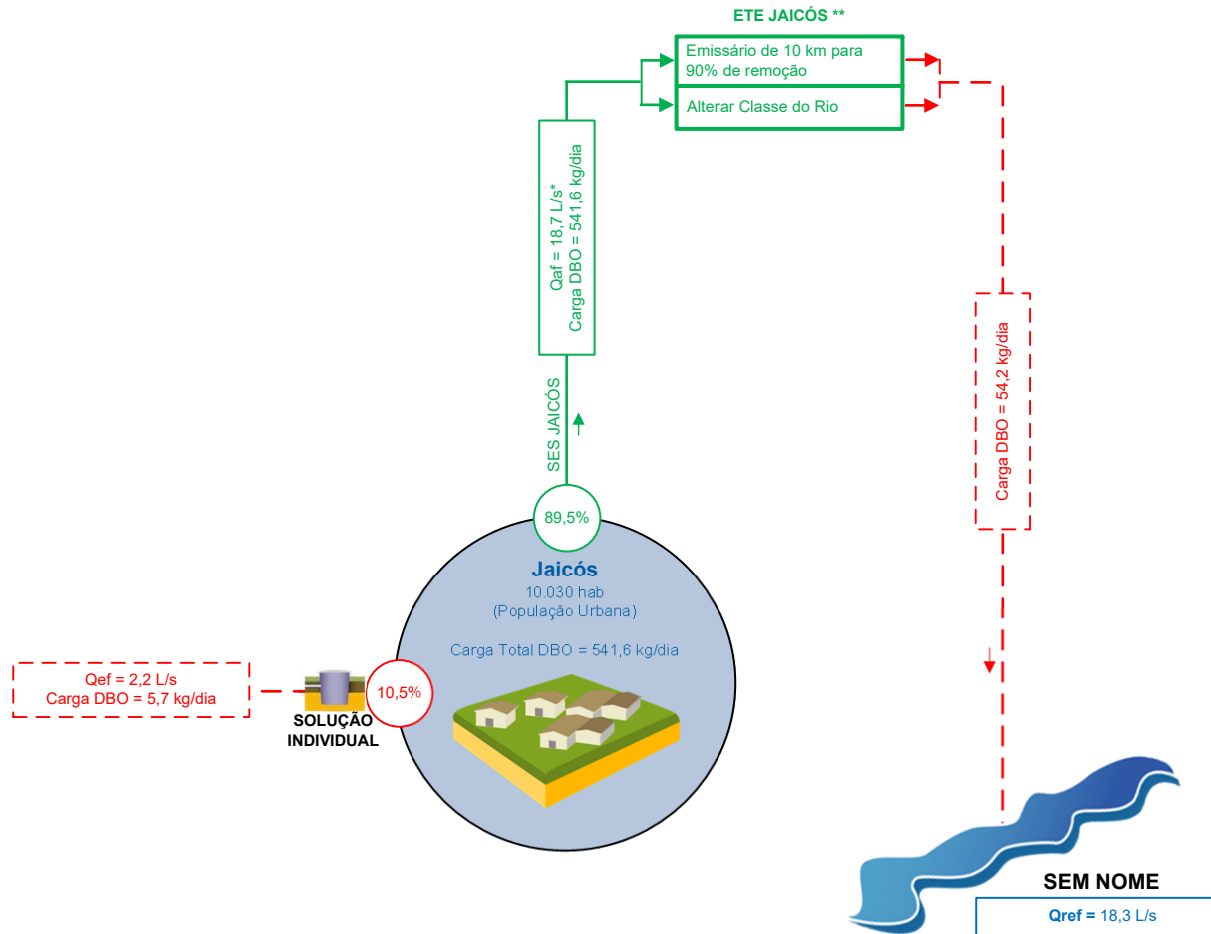 ETE JAICÓS **
Emissário de 10 km para
90% de remoção
Alterar Classe do Rio
Qaf = 18,7 L/s*
Carga DBO = 541,6 kg/dia
Carga DBO = 54,2 kg/dia
SES JAICÓS
89,5%
Jaicós
10.030 hab
(População Urbana)
Carga Total DBO = 541,6 kg/dia
Qef = 2,2 L/s
Carga DBO = 5,7 kg/dia
10,5%
SOLUÇÃO
INDIVIDUAL
SEM NOME
Qref = 18,3 L/s